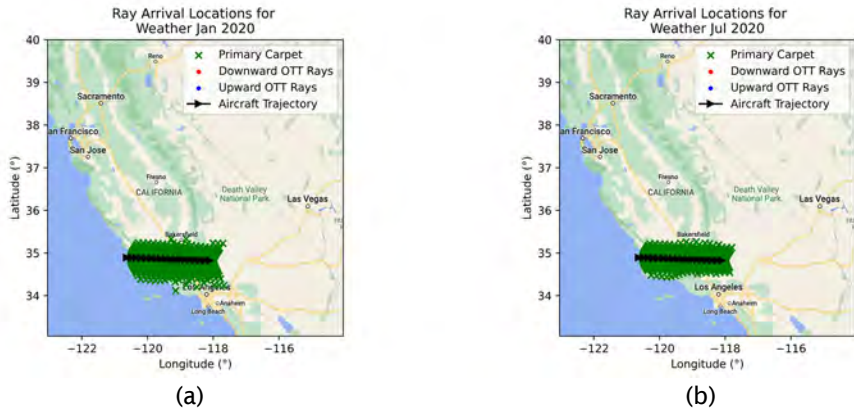 Ray Arrival Locations for
Weather Jan 2020
40
39
38
37
36
35
34
Latitude (°)
Primary Carpet
Downward OTT Rays
Upward OTT Rays
Aircraft Trajectory
Reno
Sacramento
San Francisco
San Jose
Fresno
CALIFORNIA
Death Valley
National Park
Las Vegas
Bakersfield
Los Angeles
Anaheim
Long Beach
−122
−120
−118
−116
Longtitude (°)
(a)
Ray Arrival Locations for
Weather Jul 2020
40
39
38
37
36
35
34
Latitude (°)
Primary Carpet
Downward OTT Rays
Upward OTT Rays
Aircraft Trajectory
Reno
Sacramento
an Francisco
San Jose
Fresno
CALIFORNIA
Death Valley
National Park
Las Vegas
Bakersfield
Los Angeles
Anaheim
Long Beach
−122
−120
−118
−116
Longtitude (°)
(b)